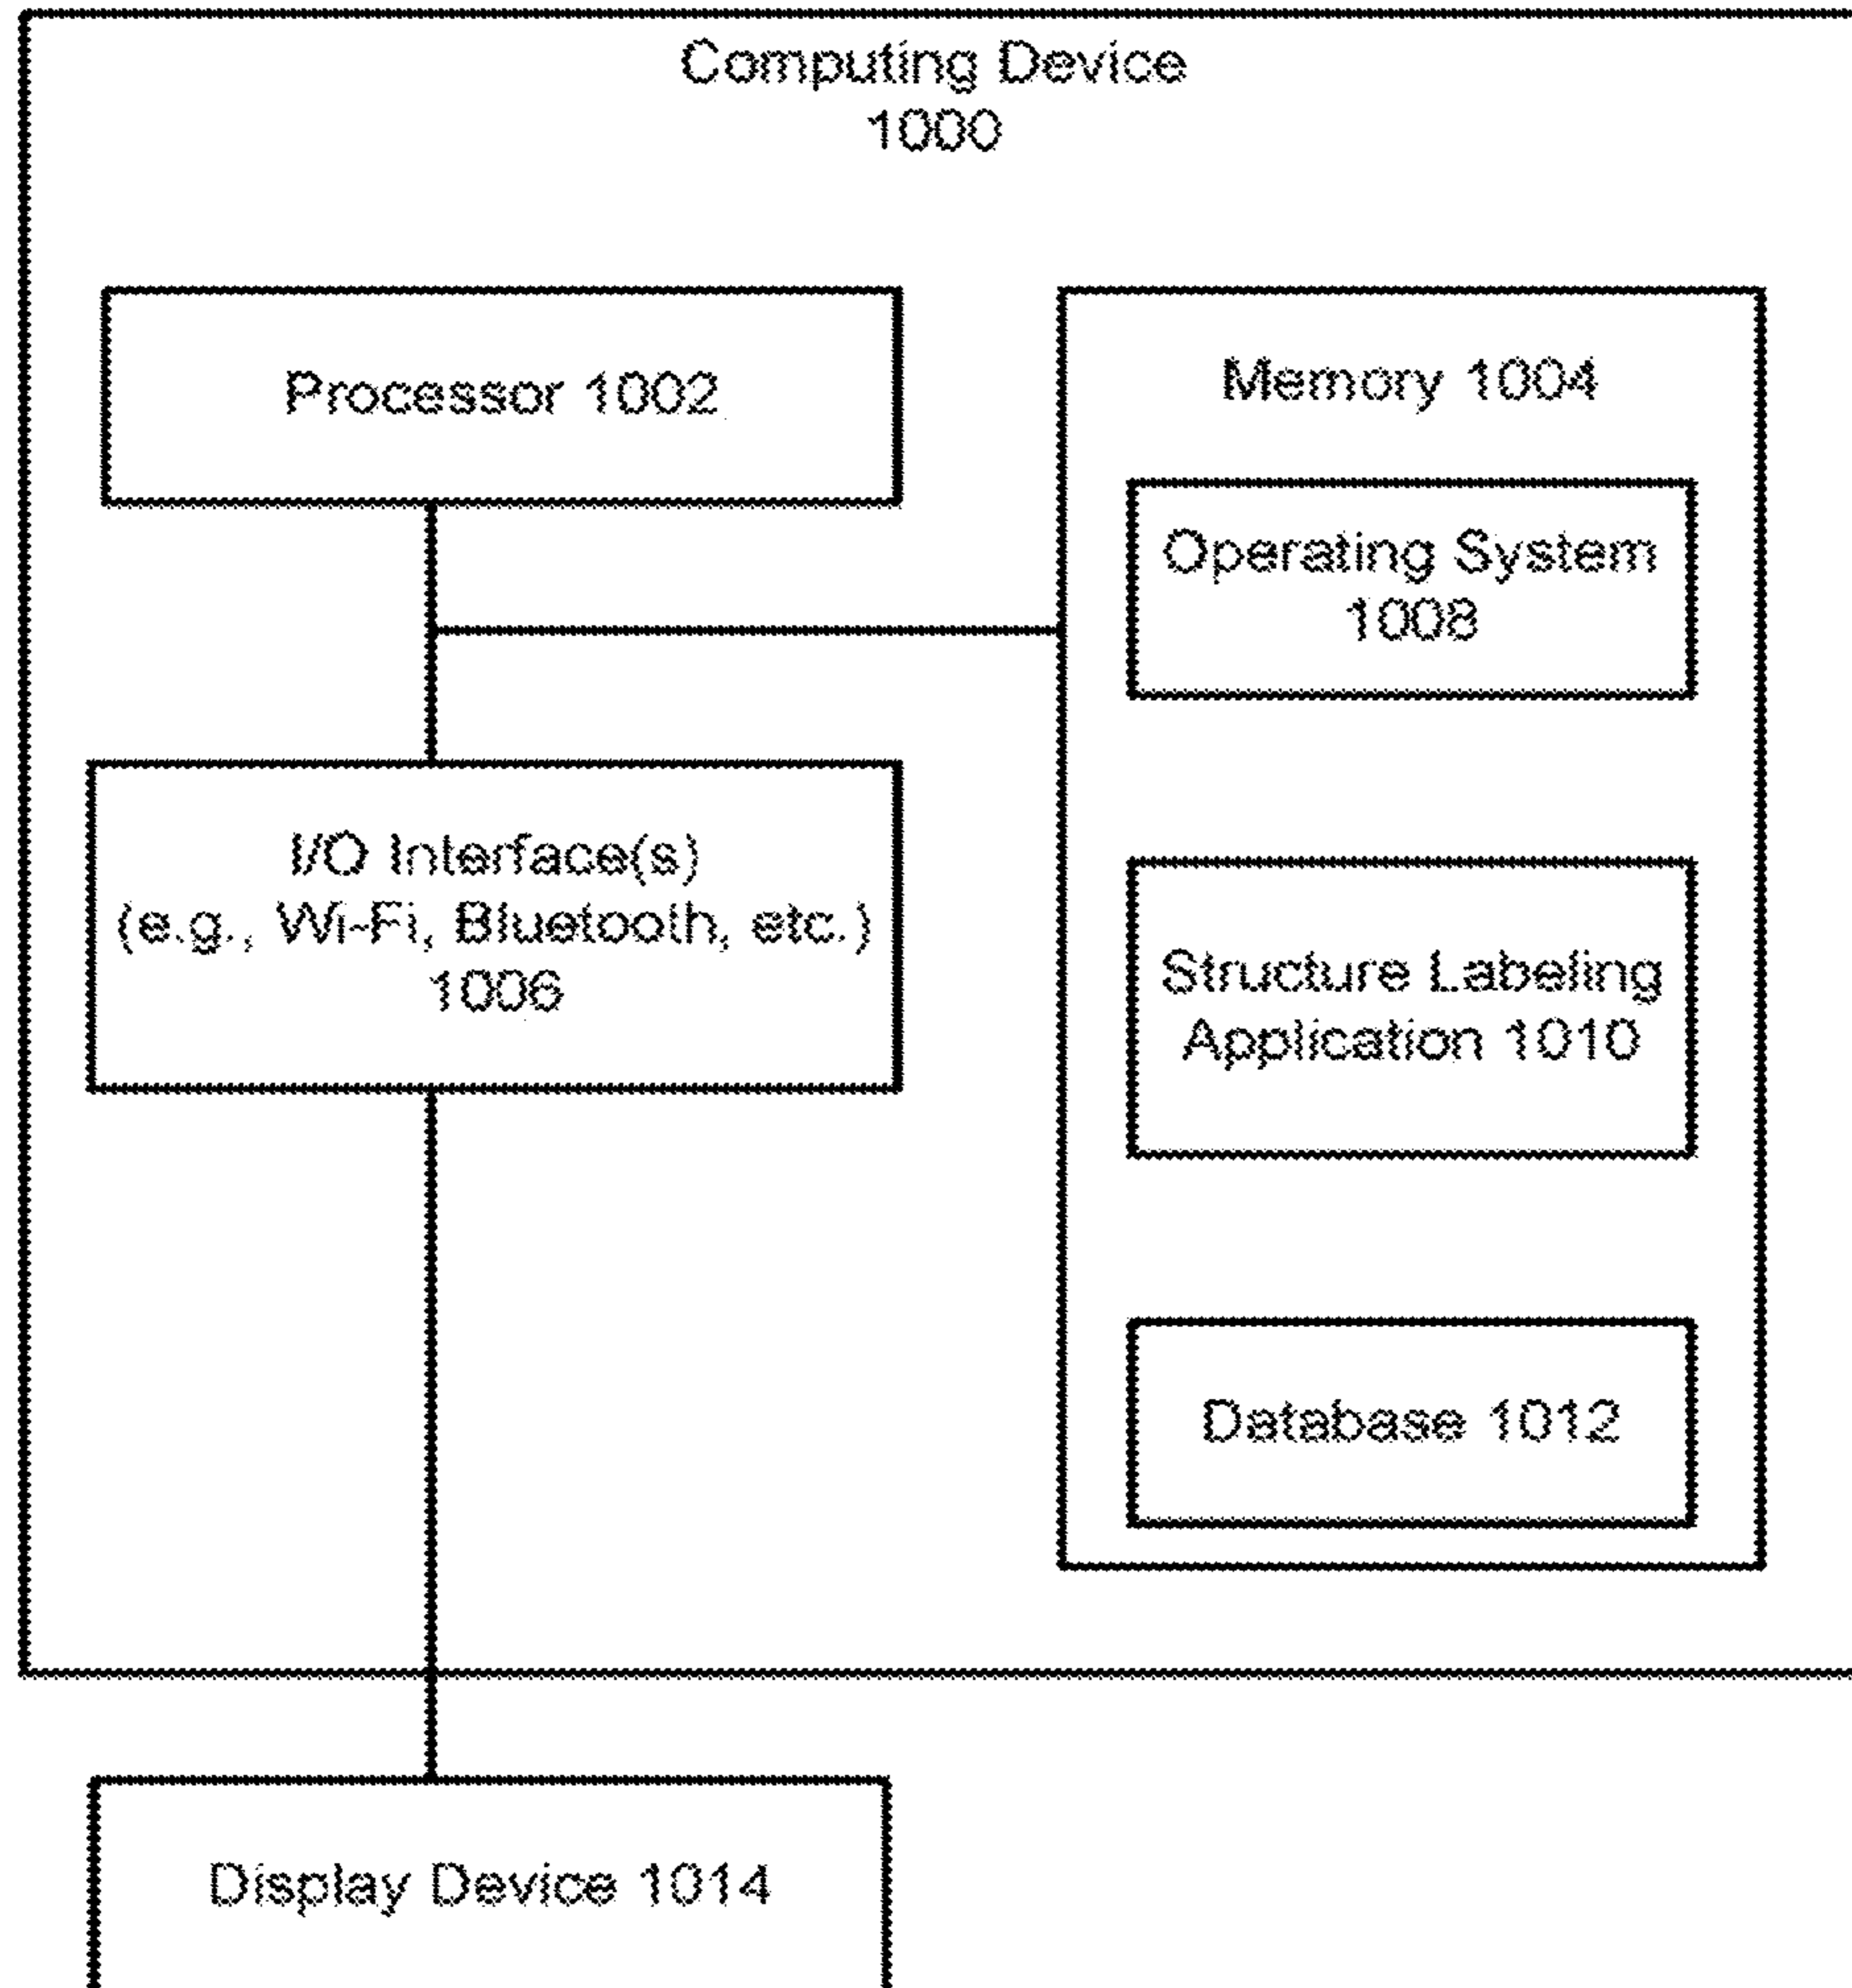 Computing Device
1000
Processor 1002
Memory 1004
Operating System
1008
I/O Interface(s)
(e.g., Wi-Fi, Bluetooth, etc.)
1006
Structure Labeling
Application 1010
Database 1012
Display Device 1014